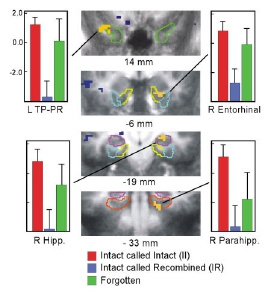 2.0
0.0
-2.0
L TP-PR
14 mm
R Entorhinal
-6 mm
-19 mm
R Hipp.
- 33 mm
R Parahipp.
Intact called Intact (II)
Intact called Recombined (IR)
Forgotten